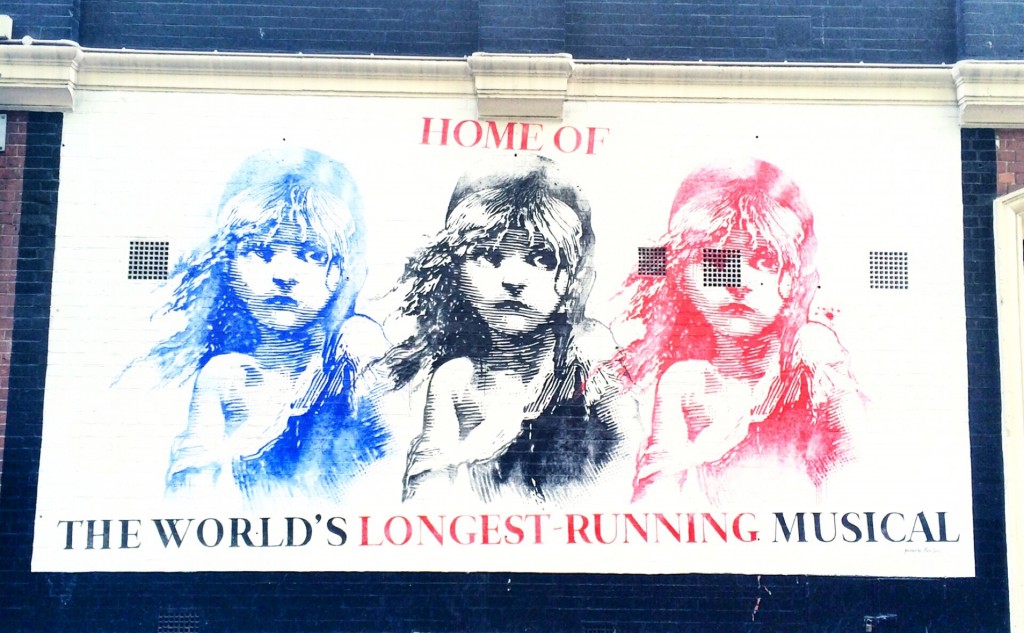 HOME OF
THE WORLD'S LONGEST-RUNNING MUSICAL